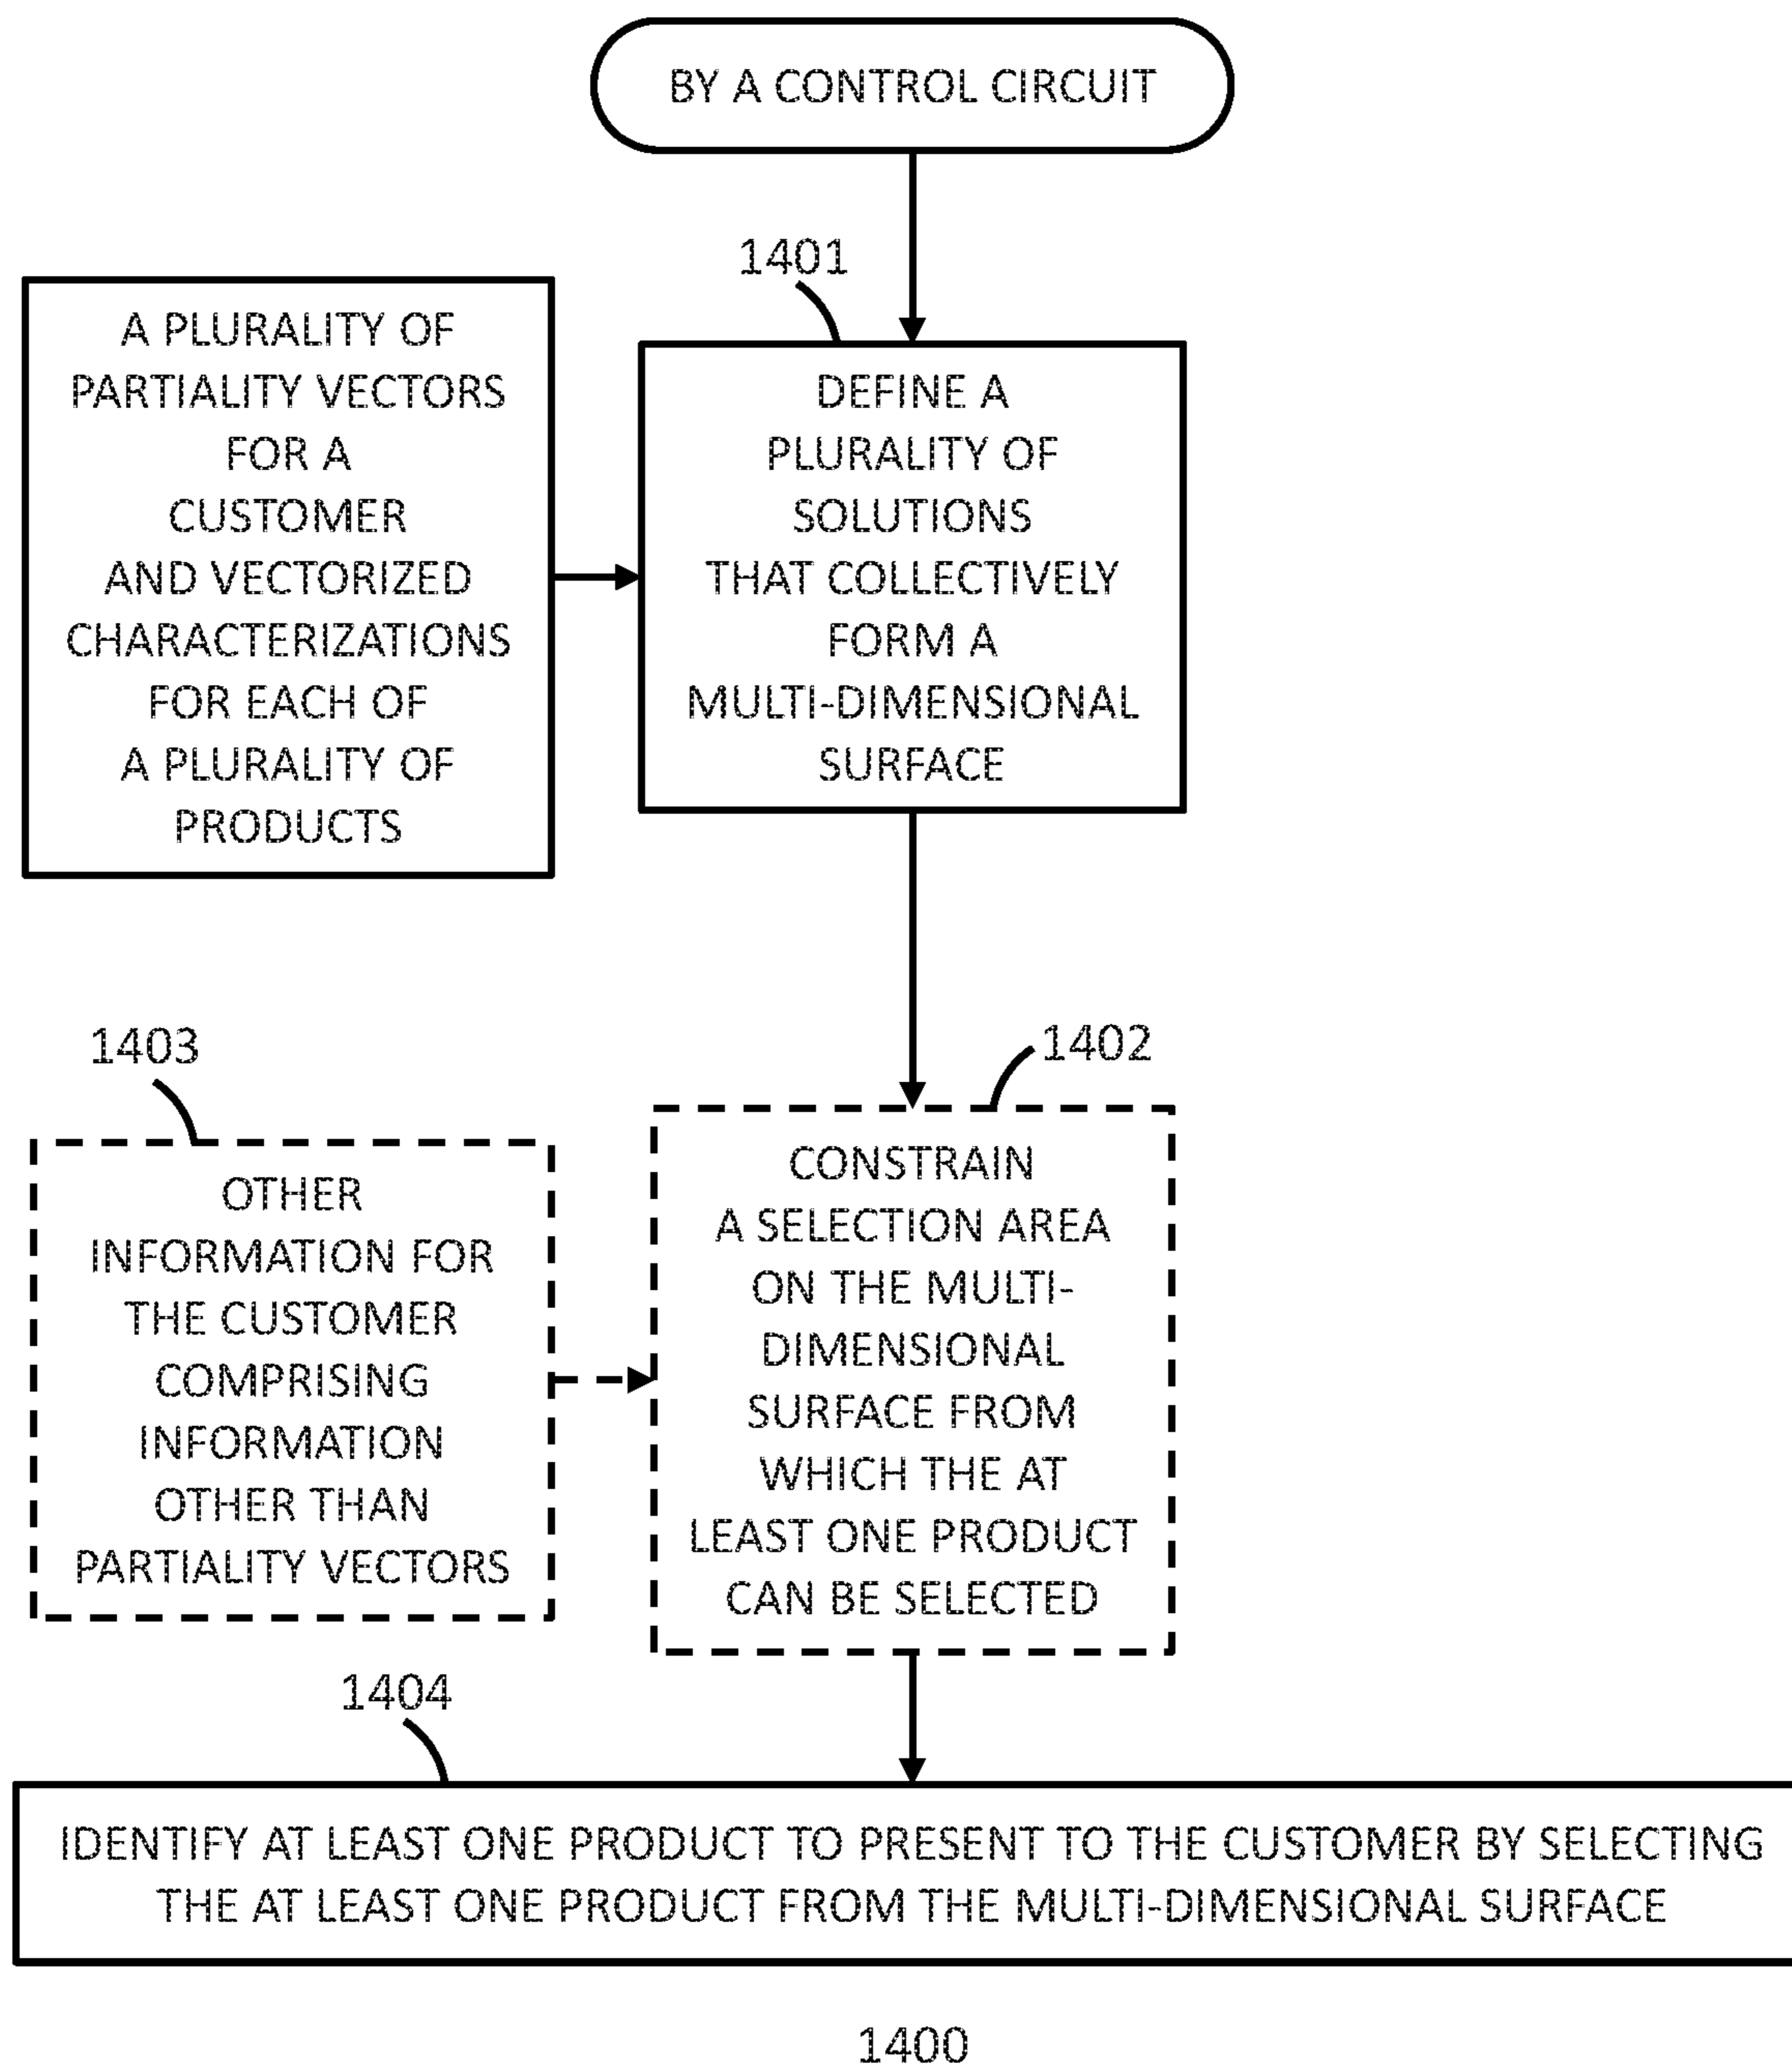 BY A CONTROL CIRCUIT
1401
A PLURALITY OF
PARTIALITY VECTORS
FOR A
CUSTOMER
AND VECTORIZED
CHARACTERIZATIONS
FOR EACH OF
A PLURALITY OF
PRODUCTS
DEFINE A
PLURALITY OF
SOLUTIONS
THAT COLLECTIVELY
FORM A
MULTI-DIMENSIONAL
SURFACE
1403
1402
OTHER
INFORMATION FOR
THE CUSTOMER
COMPRISING
INFORMATION
OTHER THAN
PARTIALITY VECTORS
CONSTRAIN
A SELECTION AREA
ON THE MULTI-
DIMENSIONAL
SURFACE FROM
WHICH THE AT
LEAST ONE PRODUCT
CAN BE SELECTED
1404
IDENTIFY AT LEAST ONE PRODUCT TO PRESENT TO THE CUSTOMER BY SELECTING
THE AT LEAST ONE PRODUCT FROM THE MULTI-DIMENSIONAL SURFACE
1400